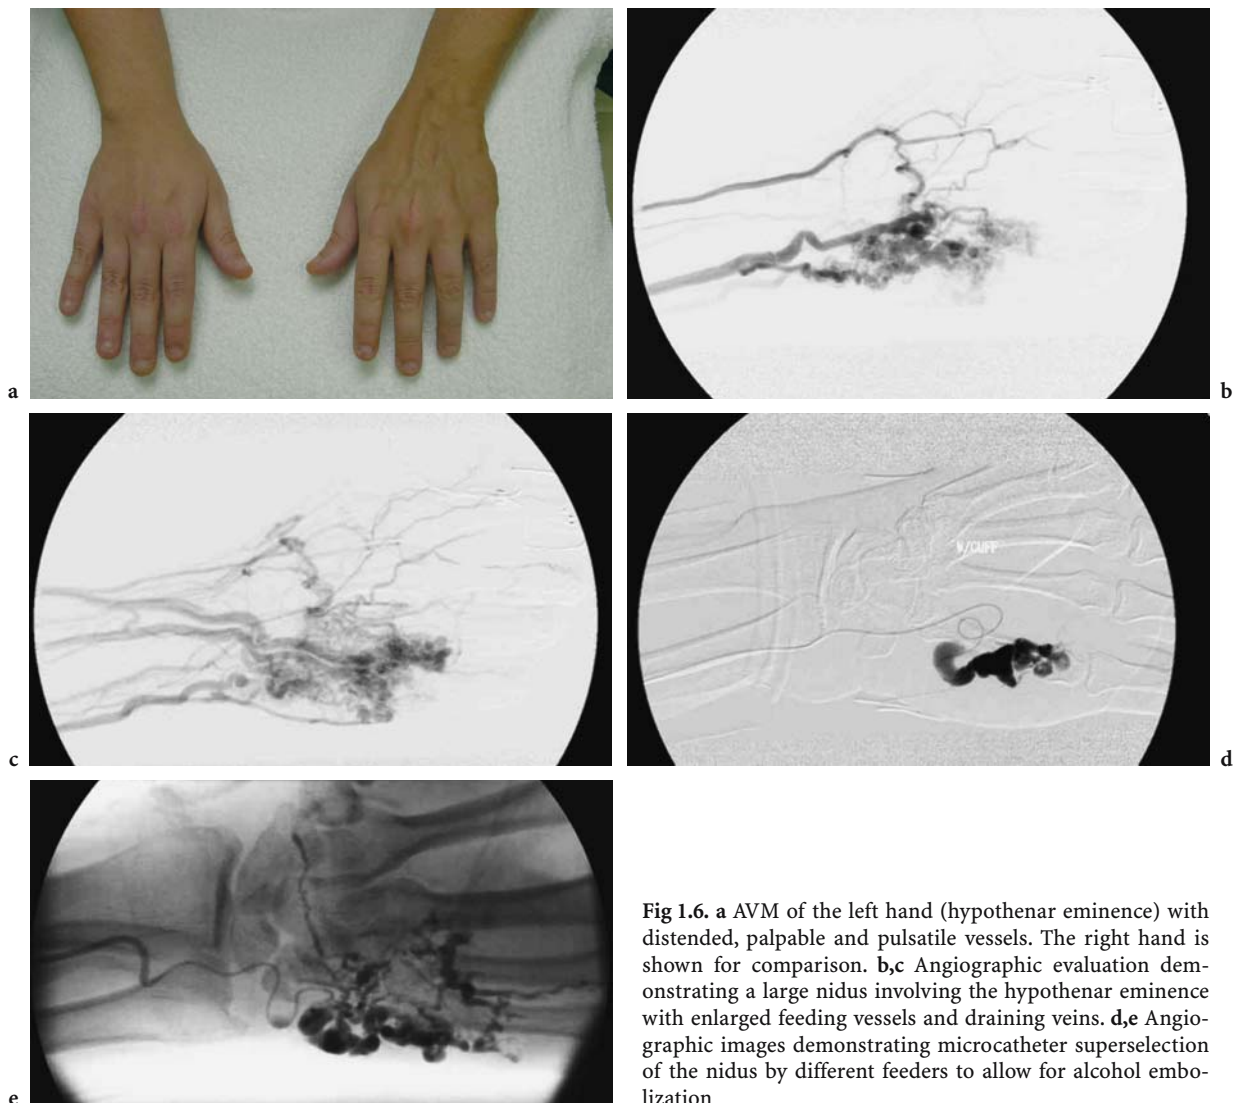 a
b
c
W/CUFF
d
e
Fig 1.6. a AVM of the left hand (hypothenar eminence) with
distended, palpable and pulsatile vessels. The right hand is
shown for comparison. b,c Angiographic evaluation dem-
onstrating a large nidus involving the hypothenar eminence
with enlarged feeding vessels and draining veins. d,e Angio-
graphic images demonstrating microcatheter superselection
of the nidus by different feeders to allow for alcohol embo-
lization